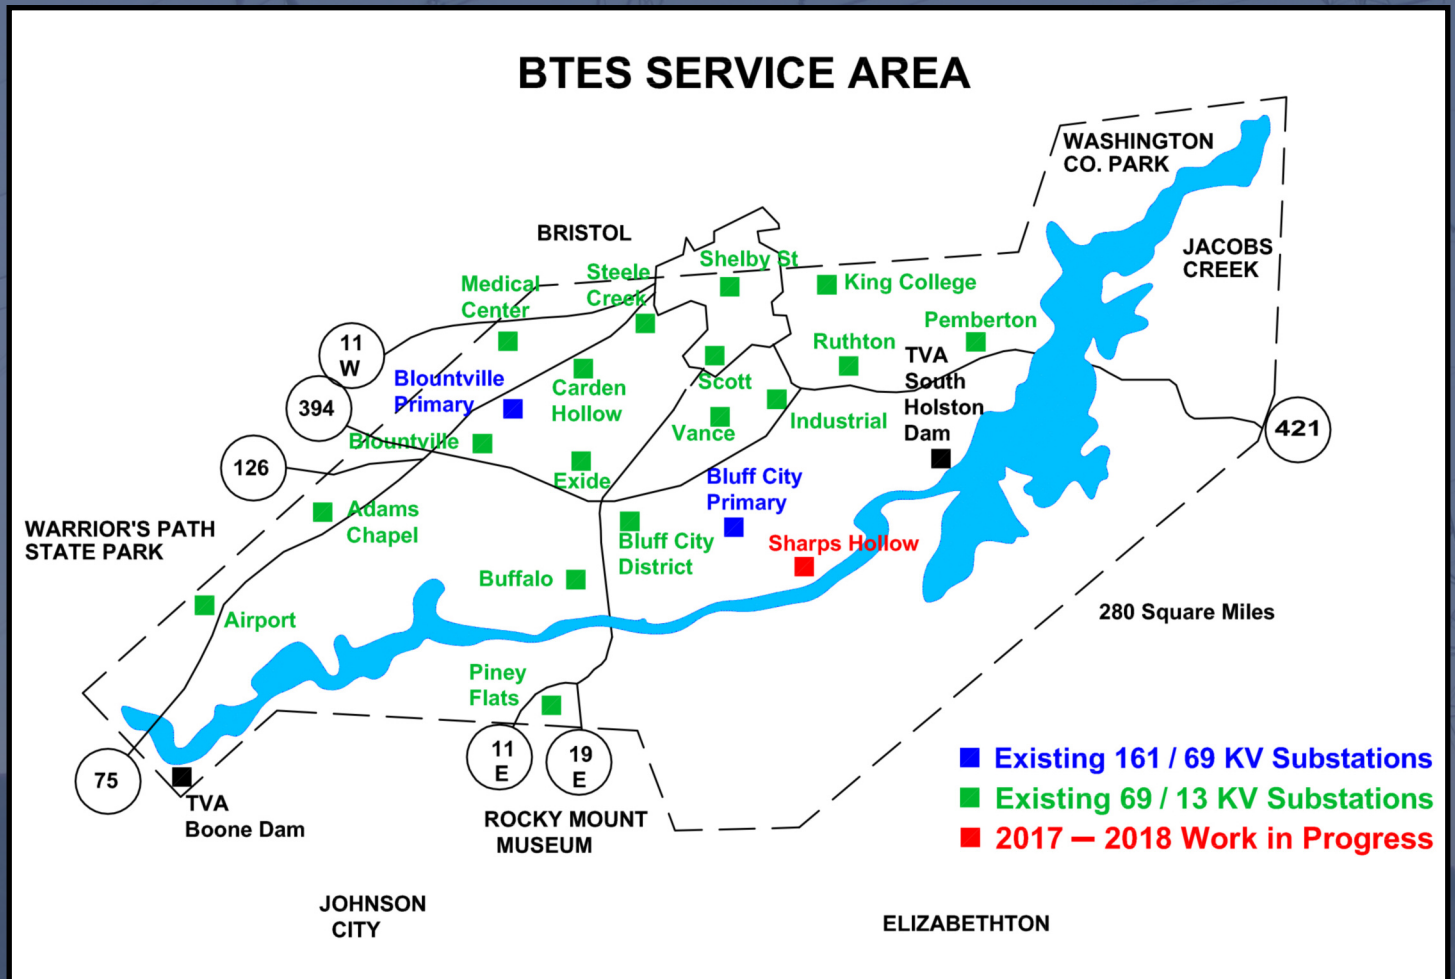 BTES SERVICE AREA
WASHINGTON
CO. PARK
BRISTOL
JACOBS
CREEK
Shelby St
Steele
Creek
Medical
Center
King College
Pemberton
11
W
Ruthton
TVA
South
Holston
Dam
Blountville
Primary
Carden
Hollow
Scott
394
Industrial
421
Vance
Blountville
126
Exide
Bluff City
Primary
Adams
Chapel
WARRIOR'S PATH
STATE PARK
Bluff City
District
Sharps Hollow
Buffalo
280 Square Miles
Airport
Piney
Flats
11
E
19
E
75
TVA
Boone Dam
Existing 161 / 69 KV Substations
Existing 69 / 13 KV Substations
2017 — 2018 Work in Progress
ROCKY MOUNT
MUSEUM
JOHNSON
CITY
ELIZABETHTON